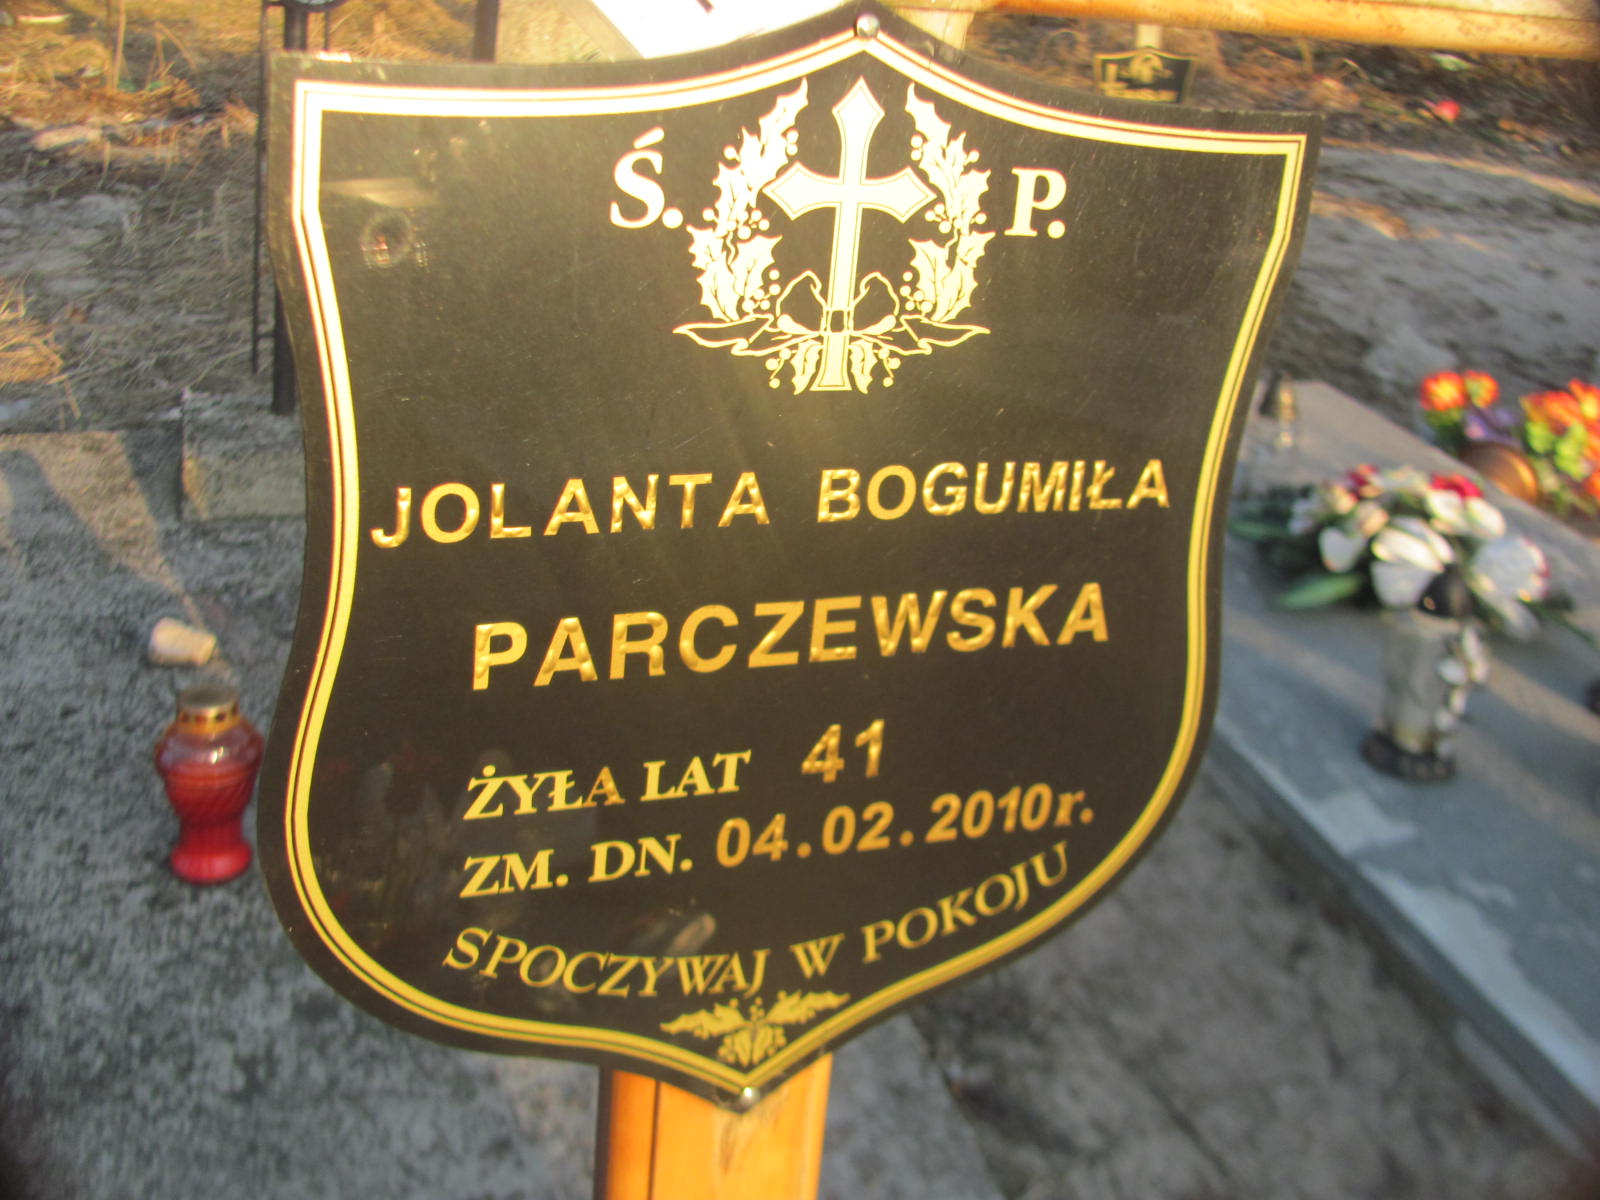 Ś. P.
JOLANTA BOGUMIŁA
PARCZEWSKA
ŻYŁA LAT 41
ZM. DN. 04.02.2010r.
SPOCZYWAJ W POKOJU